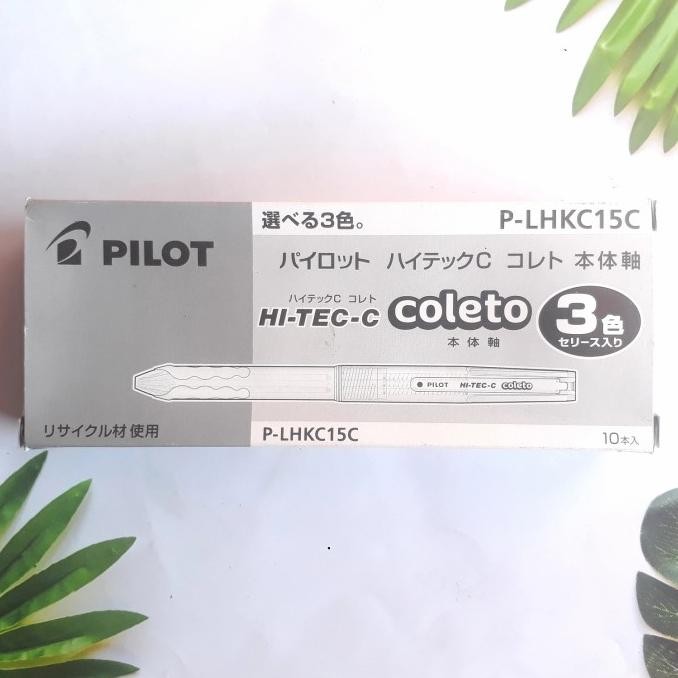 PILOT
選べる3色。
P-LHKC15C
パイロット ハイテックC コレト 本体軸
ハイテックC コレト
HI-TEC-C coleto
本体軸
3色
セリース入り
PILOT HI-TEC-C coleto
リサイクル材使用
P-LHKC15C
10本入